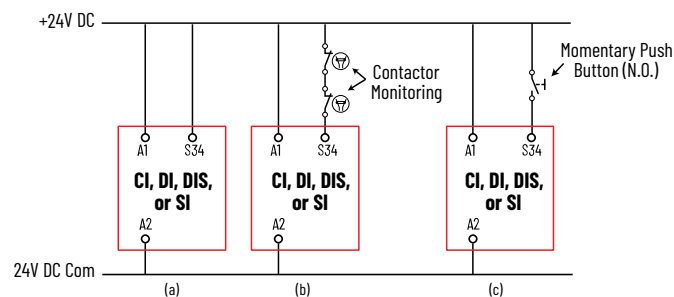 +24V DC
Contactor
Monitoring
Momentary Push
Button (N.O.)
A1 S34
CI, DI, DIS,
or SI
A2
A1 S34
CI, DI, DIS,
or SI
A2
A1 S34
CI, DI, DIS,
or SI
A2
24V DC Com
(a) (b) (c)